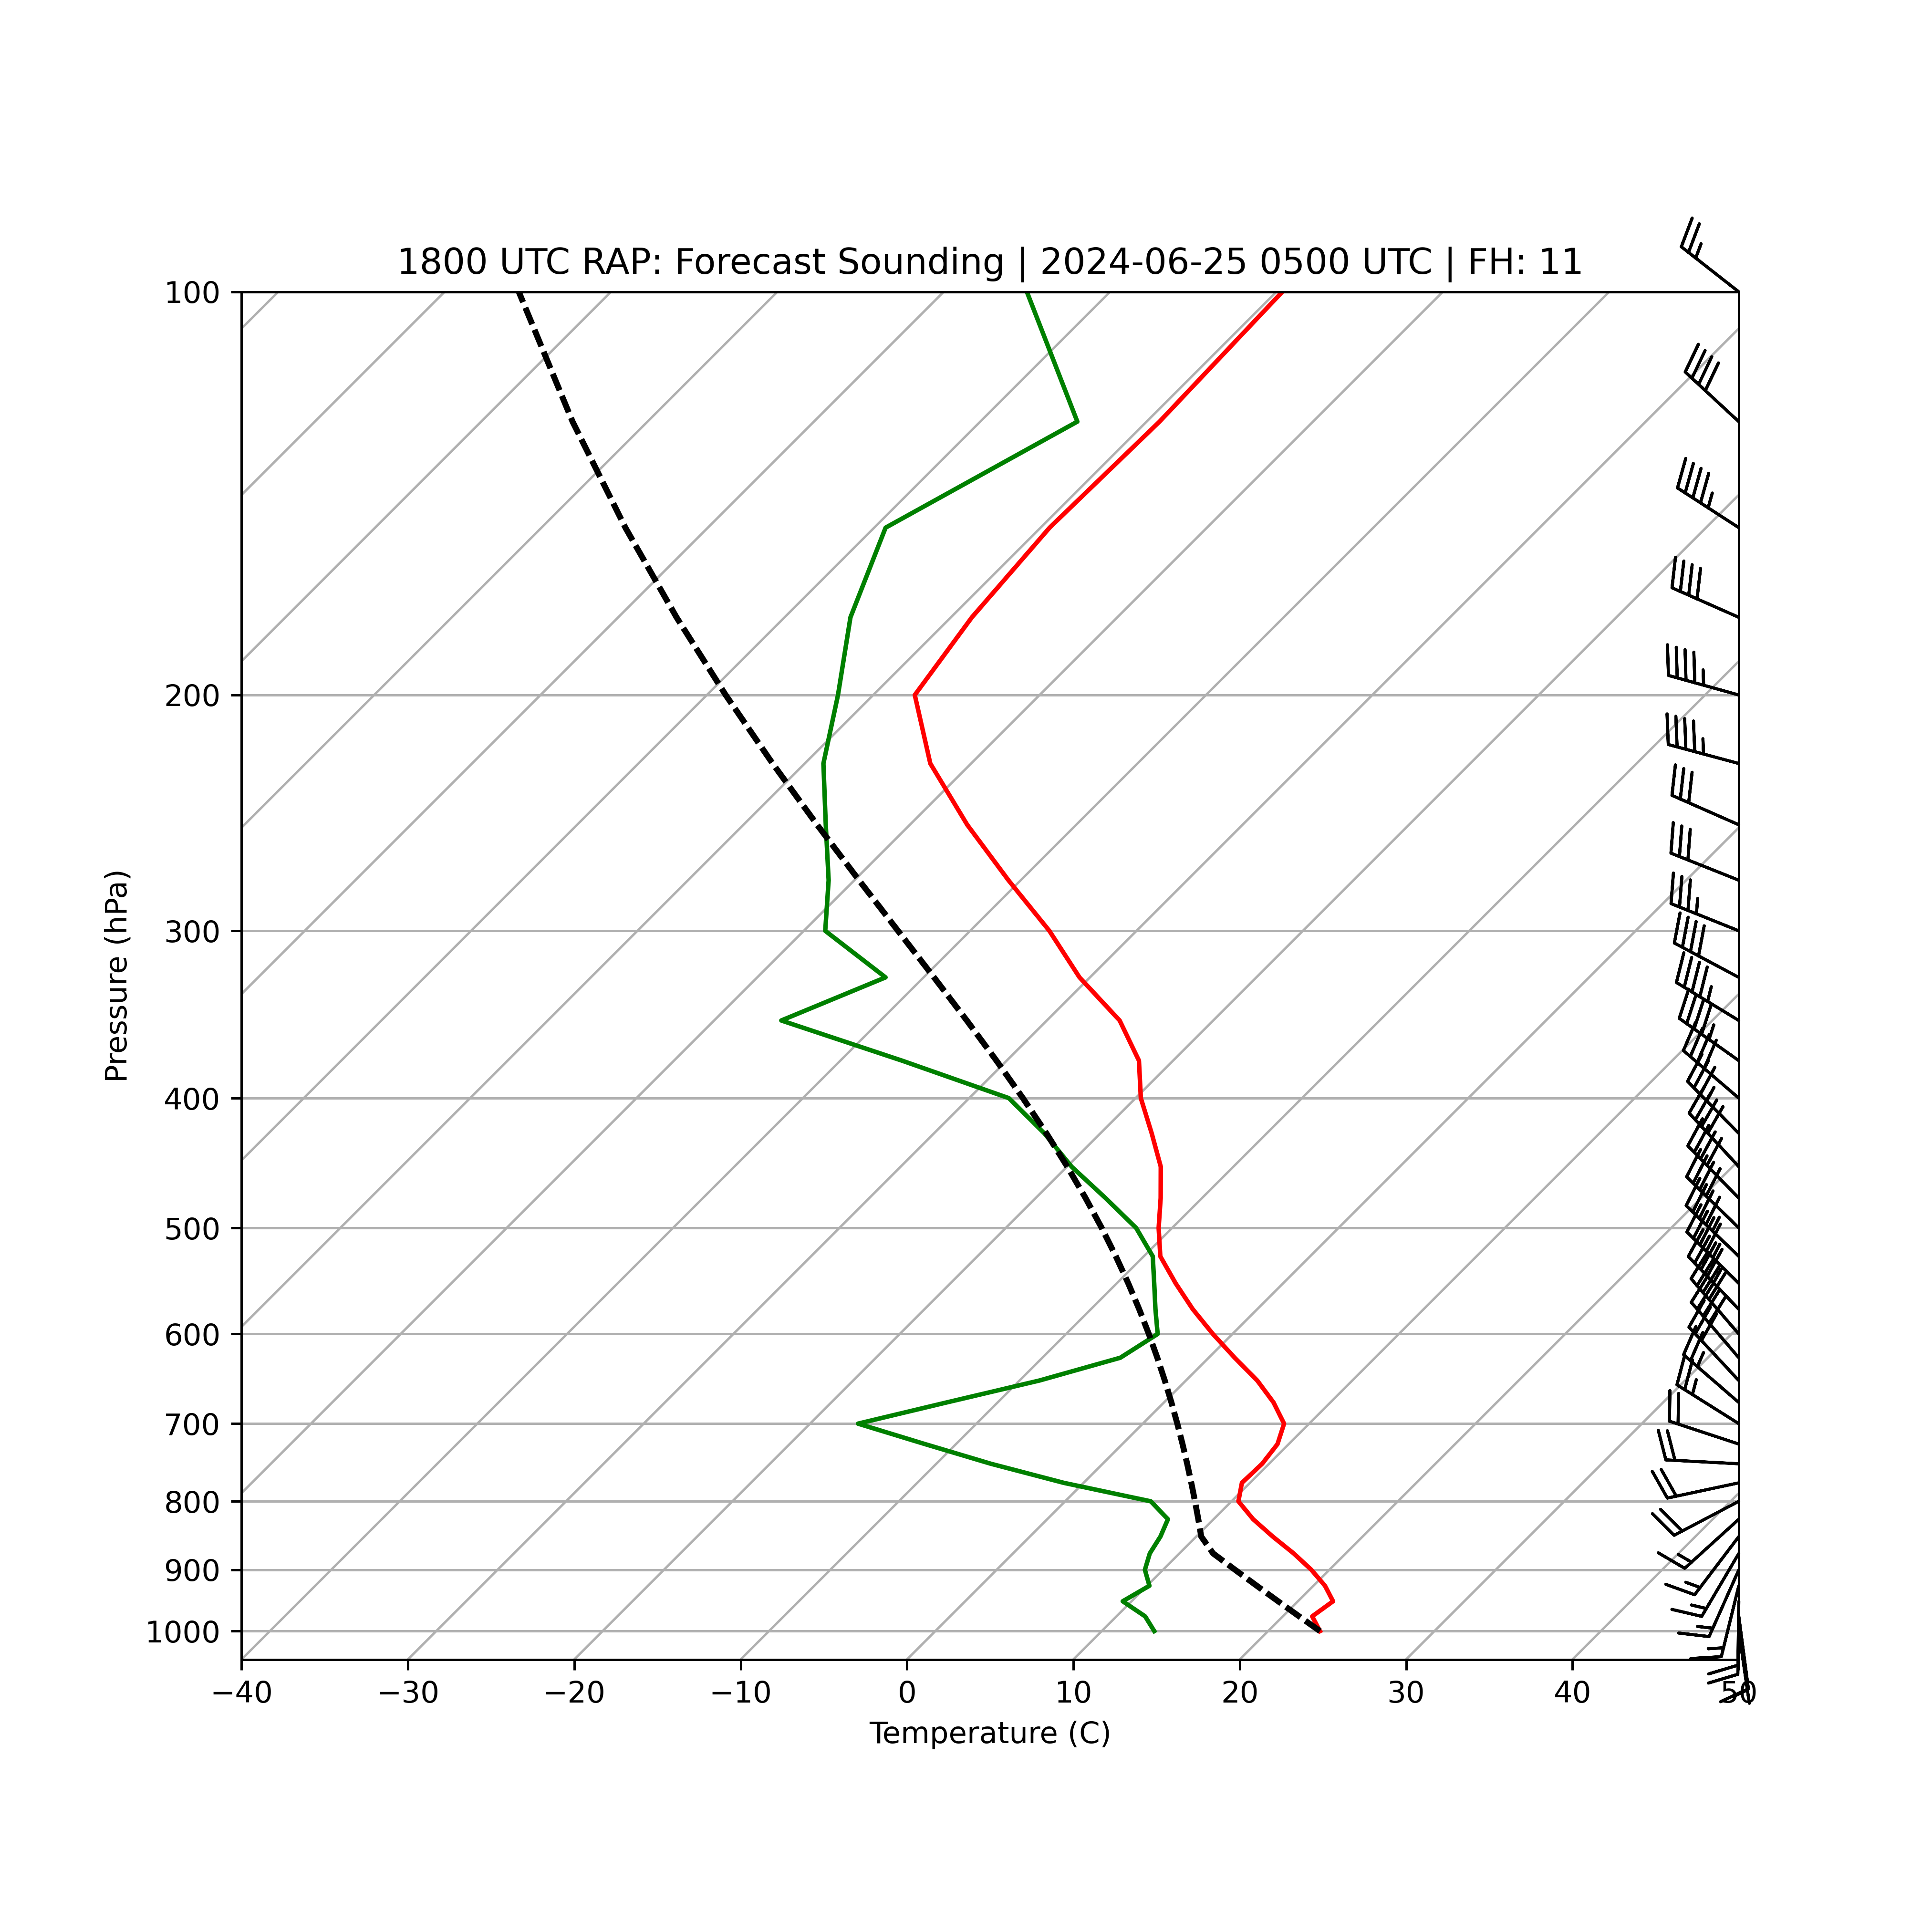 1800 UTC RAP: Forecast Sounding | 2024-06-25 0500 UTC | FH: 11
100
200
300
400
500
600
700
800
900
1000
Pressure (hPa)
−40 −30 −20 −10 0 10 20 30 40 50
Temperature (C)